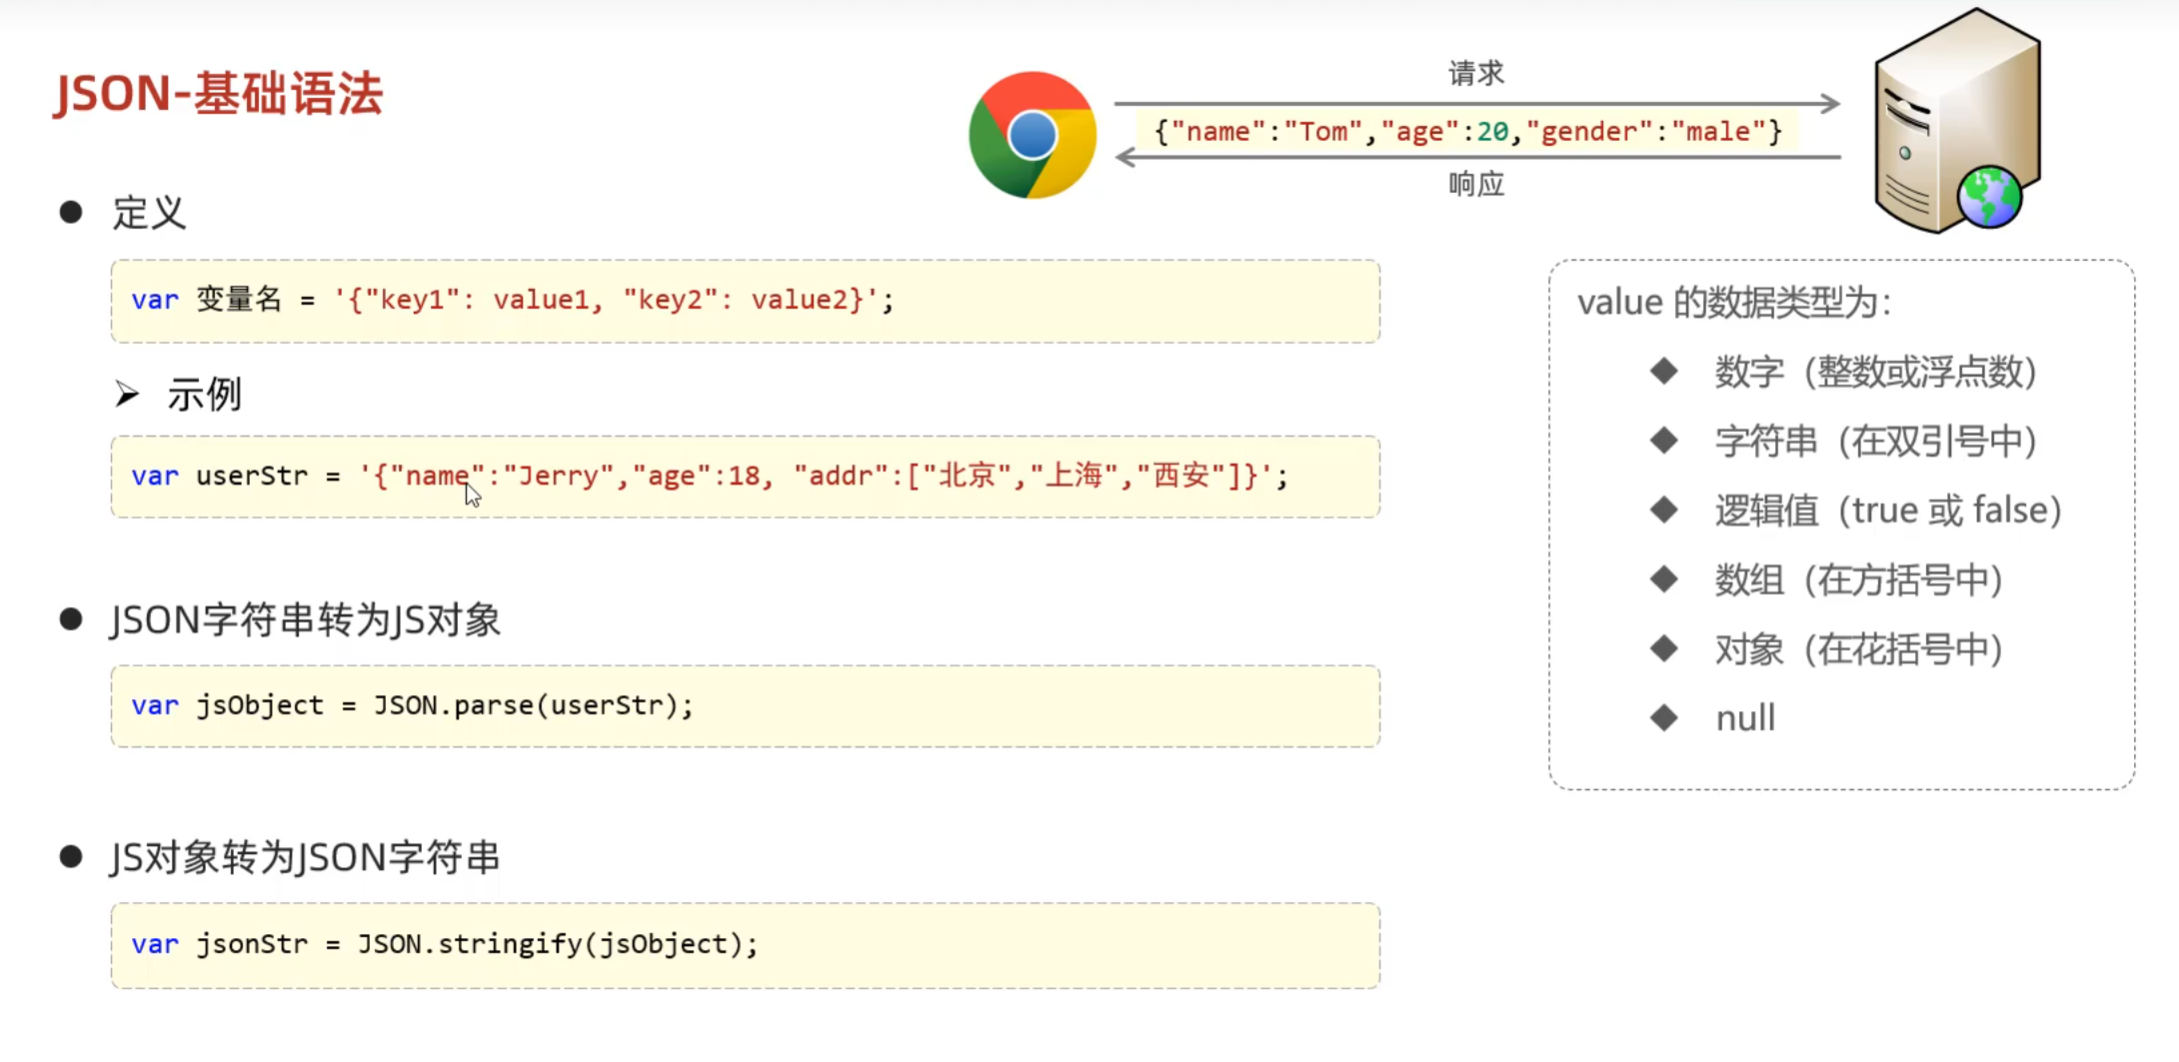 JSON-基础语法
请求
{"name":"Tom","age":20,"gender":"male"}
响应
定义
var 变量名 = '{"key1": value1, "key2": value2}';
示例
var userStr = '{"name":"Jerry","age":18, "addr":["北京","上海","西安"]}';
JSON字符串转为JS对象
var jsObject = JSON.parse(userStr);
JS对象转为JSON字符串
var jsonStr = JSON.stringify(jsObject);
value 的数据类型为：
数字（整数或浮点数）
字符串（在双引号中）
逻辑值（true 或 false）
数组（在方括号中）
对象（在花括号中）
null